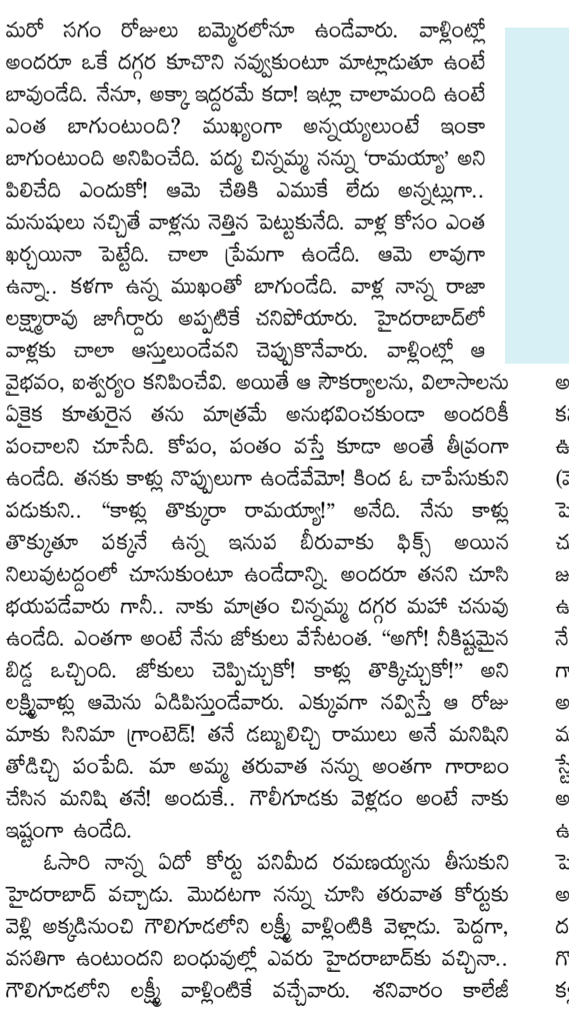 మరో సగం రోజులు బమ్మెరలోనూ ఉండేవారు. వాళ్లింట్లో
అందరూ ఒకే దగ్గర కూచొని నవ్వుకుంటూ మాట్లాడుతూ ఉంటే
బావుండేది. నేనూ, అక్కా ఇద్దరమే కదా! ఇట్లా చాలామంది ఉంటే
ఎంత బాగుంటుంది? ముఖ్యంగా అన్నయ్యలుంటే ఇంకా
బాగుంటుంది అనిపించేది. పద్మ చిన్నమ్మ నన్ను ‘రామయ్యా’ అని
పిలిచేది ఎందుకో! ఆమె చేతికి ఎముకే లేదు అన్నట్లుగా..
మనుషులు నచ్చితే వాళ్లను నెత్తిన పెట్టుకునేది. వాళ్ల కోసం ఎంత
ఖర్చయినా పెట్టేది. చాలా ప్రేమగా ఉండేది. ఆమె లావుగా
ఉన్నా.. కళగా ఉన్న ముఖంతో బాగుండేది. వాళ్ల నాన్న రాజా
లక్ష్మారావు జాగీర్దారు అప్పటికే చనిపోయారు. హైదరాబాద్‌లో
వాళ్లకు చాలా ఆస్తులుండేవని చెప్పుకొనేవారు. వాళ్లింట్లో ఆ
వైభవం, ఐశ్వర్యం కనిపించేవి. అయితే ఆ సౌకర్యాలను, విలాసాలను
ఏకైక కూతురైన తను మాత్రమే అనుభవించకుండా అందరికీ
పంచాలని చూసేది. కోపం, పంతం వస్తే కూడా అంతే తీవ్రంగా
ఉండేది. తనకు కాళ్లు నొప్పులుగా ఉండేవేమో! కింద ఓ చాపేసుకుని
పడుకుని.. “కాళ్లు తొక్కురా రామయ్యా!” అనేది. నేను కాళ్లు
తొక్కుతూ పక్కనే ఉన్న ఇనుప బీరువాకు ఫిక్స్ అయిన
నిలువుటద్దంలో చూసుకుంటూ ఉండేదాన్ని. అందరూ తనని చూసి
భయపడేవారు గానీ.. నాకు మాత్రం చిన్నమ్మ దగ్గర మహా చనువు
ఉండేది. ఎంతగా అంటే నేను జోకులు వేసేటంత. “అగో! నీకిష్టమైన
బిడ్డ ఒచ్చింది. జోకులు చెప్పిచ్చుకో! కాళ్లు తొక్కిచ్చుకో!” అని
లక్ష్మివాళ్లు ఆమెను ఏడిపిస్తుండేవారు. ఎక్కువగా నవ్విస్తే ఆ రోజు
మాకు సినిమా గ్రాంటెడ్! తనే డబ్బులిచ్చి రాములు అనే మనిషిని
తోడిచ్చి పంపేది. మా అమ్మ తరువాత నన్ను అంతగా గారాబం
చేసిన మనిషి తనే! అందుకే.. గౌలీగూడకు వెళ్లడం అంటే నాకు
ఇష్టంగా ఉండేది.
ఓసారి నాన్న ఏదో కోర్టు పనిమీద రమణయ్యను తీసుకుని
హైదరాబాద్ వచ్చాడు. మొదటగా నన్ను చూసి తరువాత కోర్టుకు
వెళ్లి అక్కడినుంచి గౌలిగూడలోని లక్ష్మీ వాళ్లింటికి వెళ్లాడు. పెద్దగా,
వసతిగా ఉంటుందని బంధువుల్లో ఎవరు హైదరాబాద్‌కు వచ్చినా..
గౌలిగూడలోని లక్ష్మీ వాళ్లింటికే వచ్చేవారు. శనివారం కాలేజీ